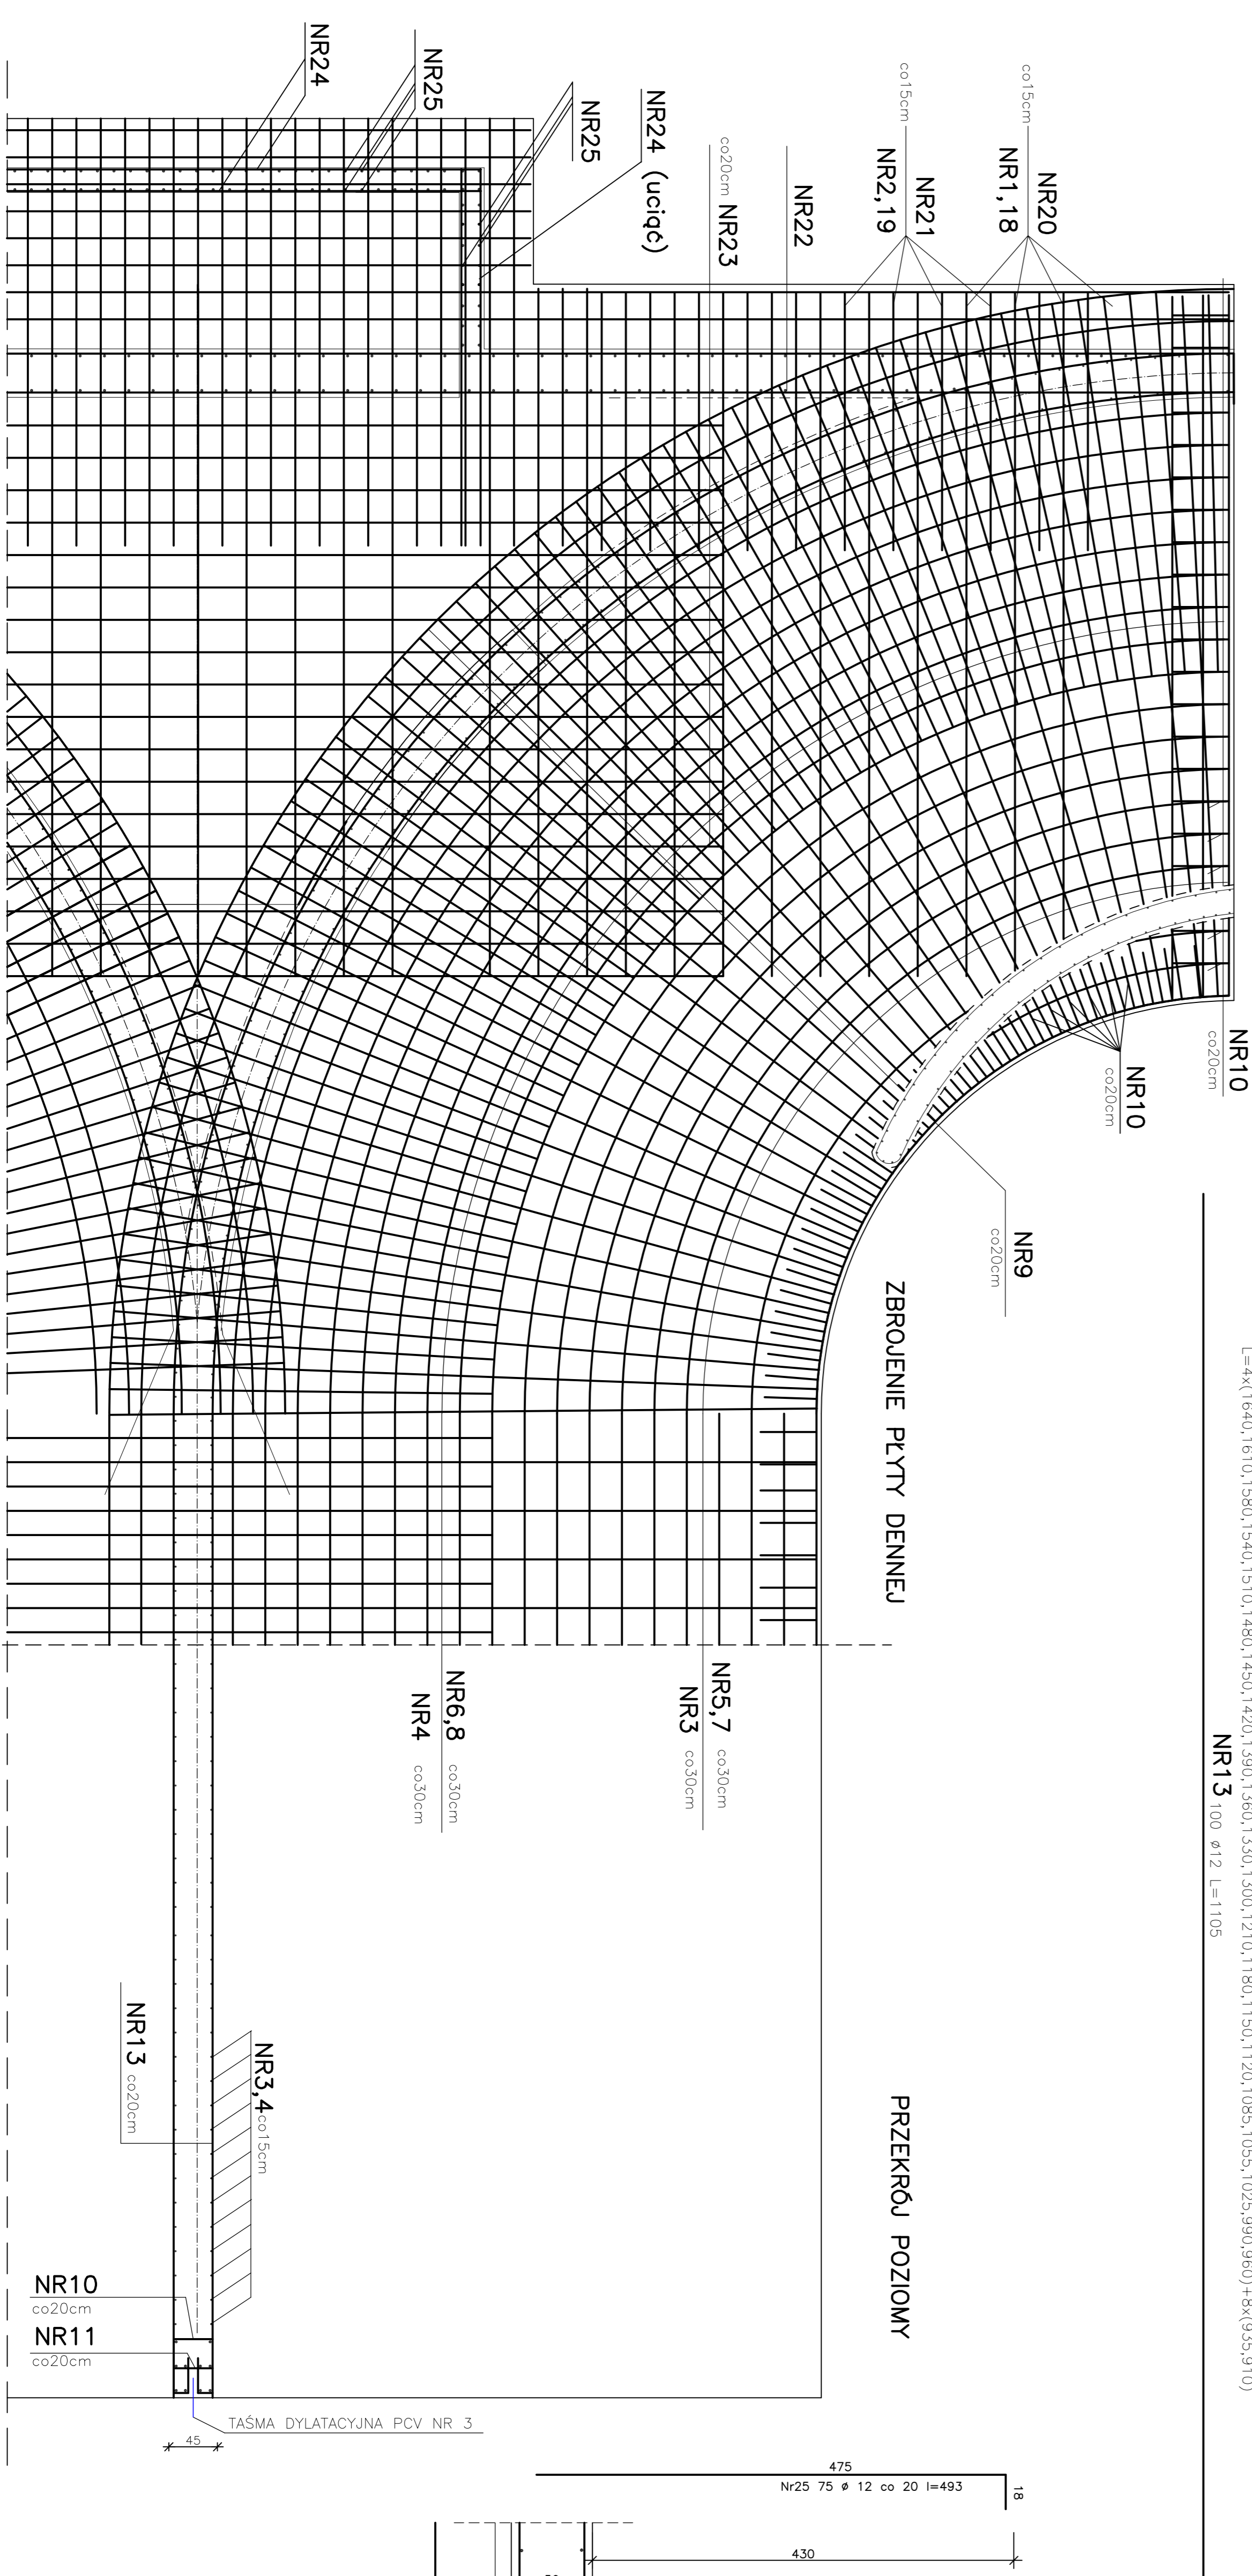 NR24
NR25
NR25
NR24 (uciąć)
co20cm NR23
NR22
co15cm
NR21
NR2,19
co15cm
NR20
NR1,18
NR10
co20cm
NR10
co20cm
NR9
co20cm
ZBROJENIE PŁYTY DENNEJ
L=4x(1640,1610,1580,1540,1510,1480,1450,1420,1390,1360,1330,1300,1210,1180,1150,1120,1085,1055,1025,990,960)+8x(935,910)
NR13 100 ø12 L=1105
NR5,7 co30cm
NR3 co30cm
NR6,8 co30cm
NR4 co30cm
NR13 co20cm
NR3,4 co15cm
PRZEKRÓJ POZIOMY
NR10
co20cm
NR11
co20cm
TAŚMA DYLATACYJNA PCV NR 3
45
475
Nr25 75 ø 12 co 20 l=493
18
430